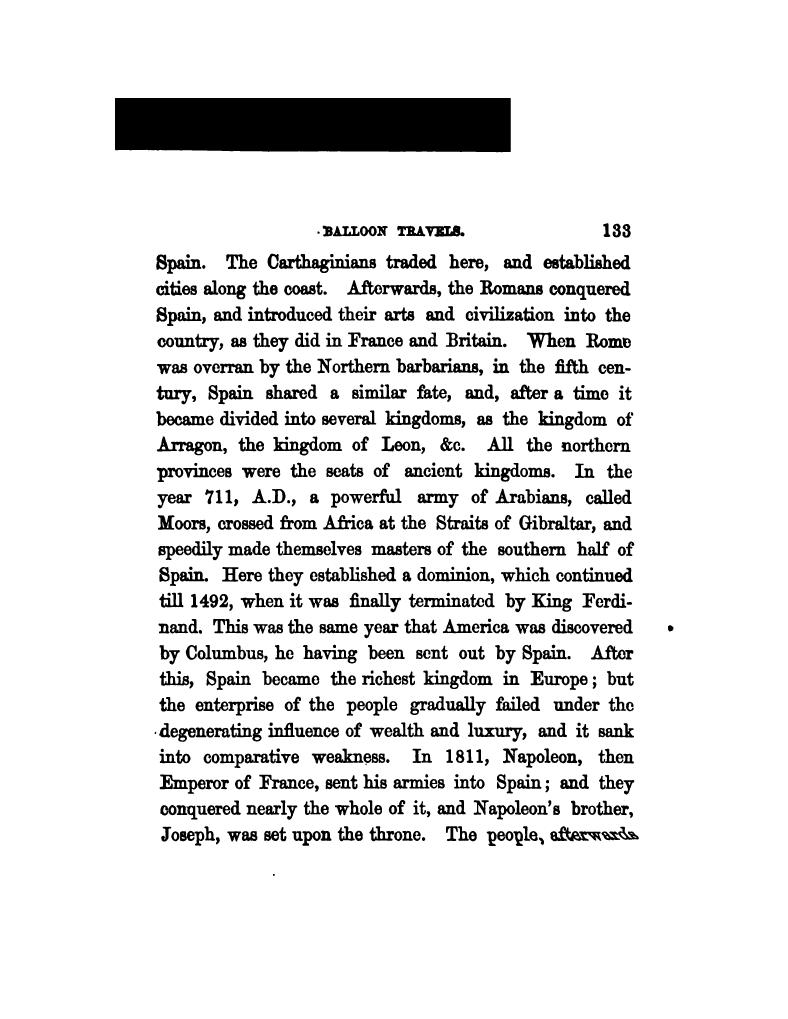 BALLOON TRAVELS. 133
Spain. The Carthaginians traded here, and established
cities along the coast. Afterwards, the Romans conquered
Spain, and introduced their arts and civilization into the
country, as they did in France and Britain. When Rome
was overran by the Northern barbarians, in the fifth cen-
tury, Spain shared a similar fate, and, after a time it
became divided into several kingdoms, as the kingdom of
Arragon, the kingdom of Leon, &c. All the northern
provinces were the seats of ancient kingdoms. In the
year 711, A.D., a powerful army of Arabians, called
Moors, crossed from Africa at the Straits of Gibraltar, and
speedily made themselves masters of the southern half of
Spain. Here they established a dominion, which continued
till 1492, when it was finally terminated by King Ferdi-
nand. This was the same year that America was discovered
by Columbus, he having been sent out by Spain. After
this, Spain became the richest kingdom in Europe; but
the enterprise of the people gradually failed under the
degenerating influence of wealth and luxury, and it sank
into comparative weakness. In 1811, Napoleon, then
Emperor of France, sent his armies into Spain; and they
conquered nearly the whole of it, and Napoleon's brother,
Joseph, was set upon the throne. The people, afterwards